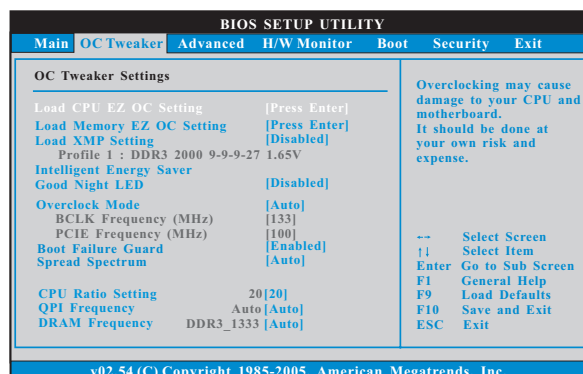 BIOS SETUP UTILITY
Main OC Tweaker Advanced H/W Monitor Boot Security Exit
OC Tweaker Settings
Load CPU EZ OC Setting [Press Enter]
Load Memory EZ OC Setting [Press Enter]
Load XMP Setting [Disabled]
Profile 1 : DDR3 2000 9-9-9-27 1.65V
Intelligent Energy Saver
Good Night LED [Disabled]
Overclock Mode [Auto]
BCLK Frequency (MHz) [133]
PCIE Frequency (MHz) [100]
Boot Failure Guard [Enabled]
Spread Spectrum [Auto]
CPU Ratio Setting 20[20]
QPI Frequency Auto[Auto]
DRAM Frequency DDR3_1333 [Auto]
Overclocking may cause
damage to your CPU and
motherboard.
It should be done at
your own risk and
expense.
←→ Select Screen
↑↓ Select Item
Enter Go to Sub Screen
F1 General Help
F9 Load Defaults
F10 Save and Exit
ESC Exit
v02.54 (C) Copyright 1985-2005, American Megatrends, Inc.